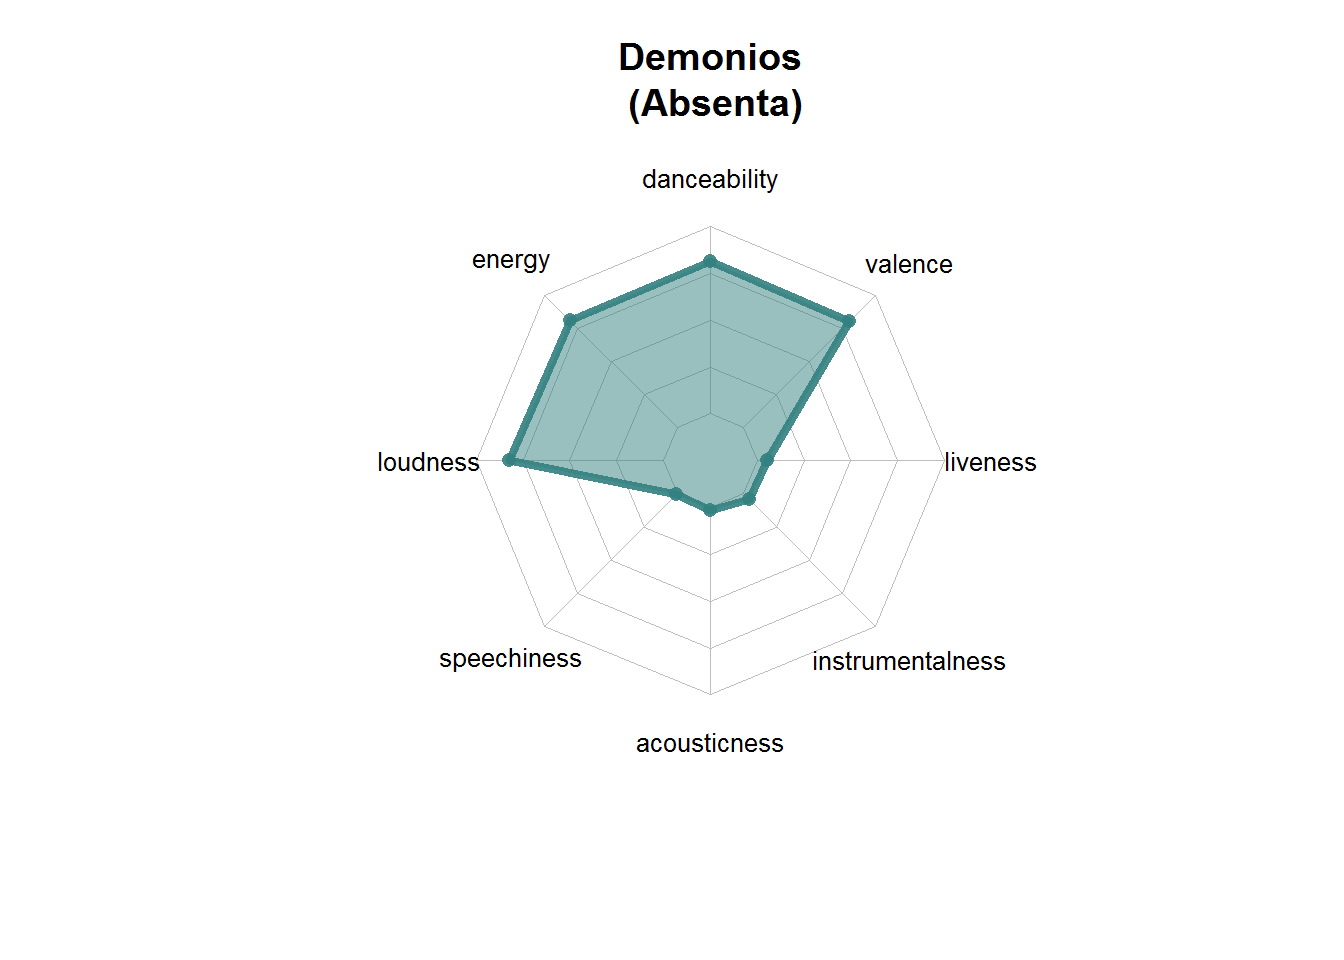 Demonios
(Absenta)
danceability
energy
valence
loudness
liveness
speechiness
instrumentalness
acousticness